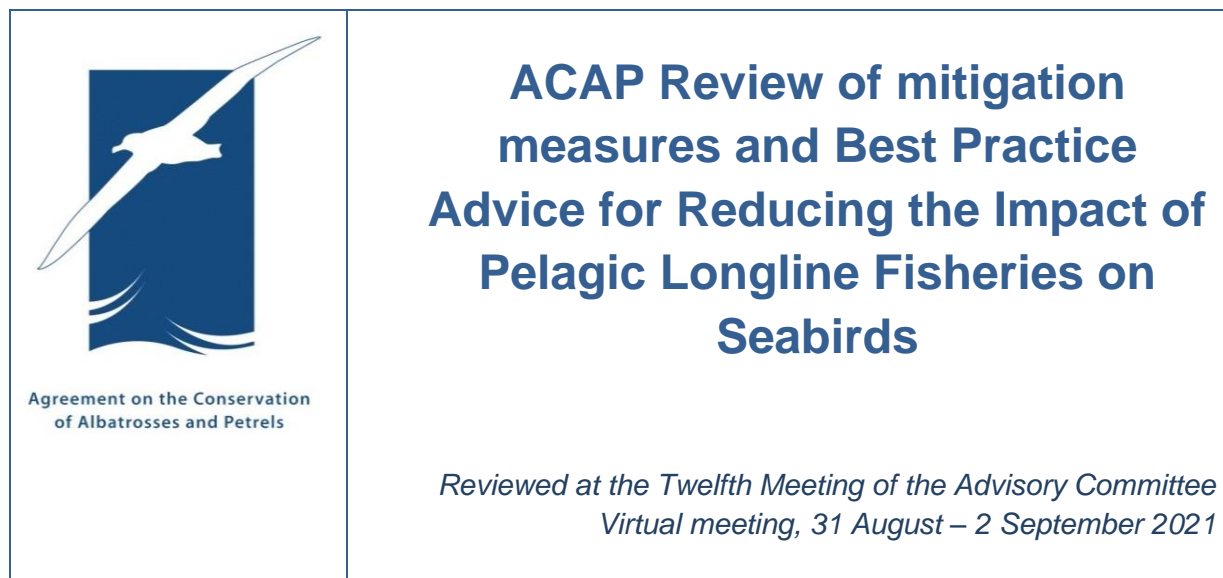 Agreement on the Conservation
of Albatrosses and Petrels
ACAP Review of mitigation
measures and Best Practice
Advice for Reducing the Impact of
Pelagic Longline Fisheries on
Seabirds
Reviewed at the Twelfth Meeting of the Advisory Committee
Virtual meeting, 31 August – 2 September 2021